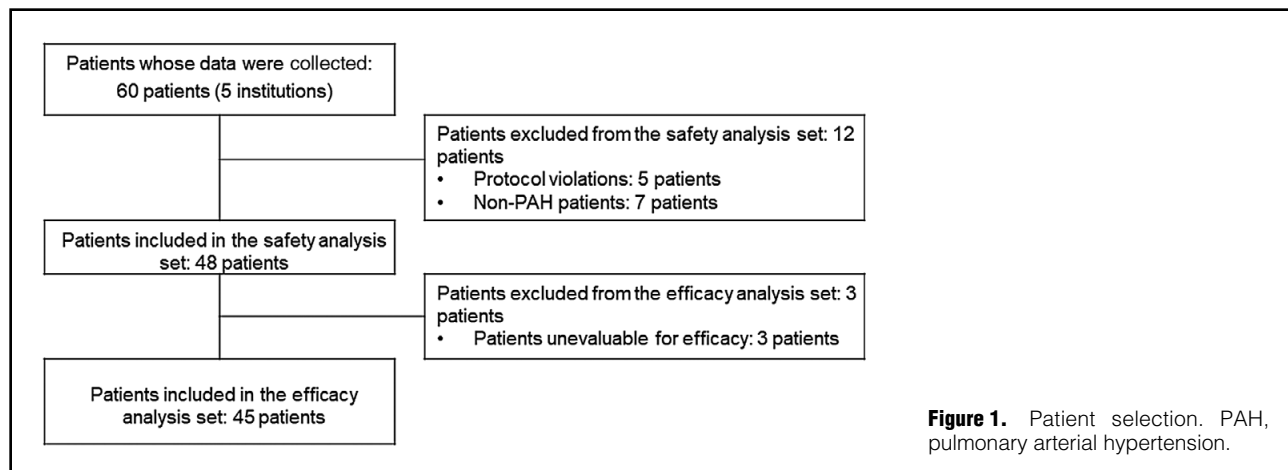 Patients whose data were collected:
60 patients (5 institutions)
Patients excluded from the safety analysis set: 12
patients
• Protocol violations: 5 patients
• Non-PAH patients: 7 patients
Patients included in the safety analysis
set: 48 patients
Patients excluded from the efficacy analysis set: 3
patients
• Patients unevaluable for efficacy: 3 patients
Patients included in the efficacy
analysis set: 45 patients
Figure 1. Patient selection. PAH,
pulmonary arterial hypertension.